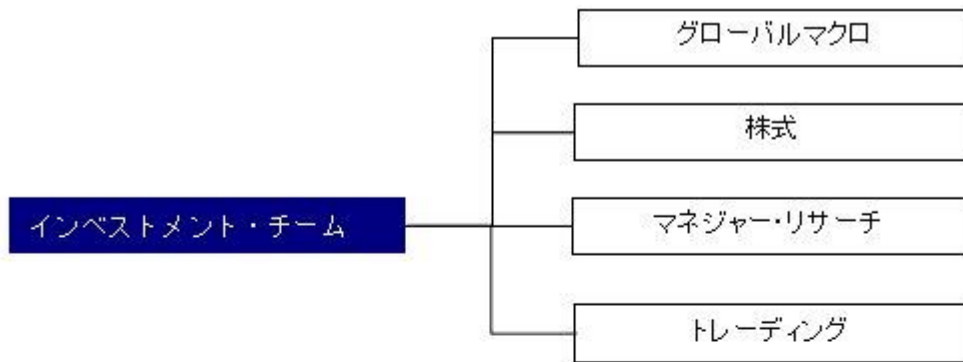 グローバルマクロ
株式
インベストメント・チーム
マネジャー・リサーチ
トレーディング